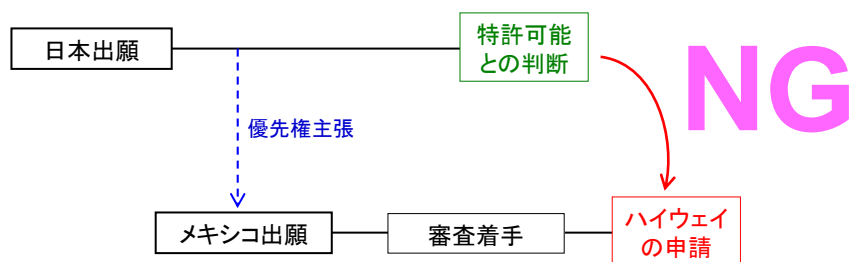 日本出願
特許可能
との判断
NG
優先権主張
メキシコ出願
審査着手
ハイウェイ
の申請